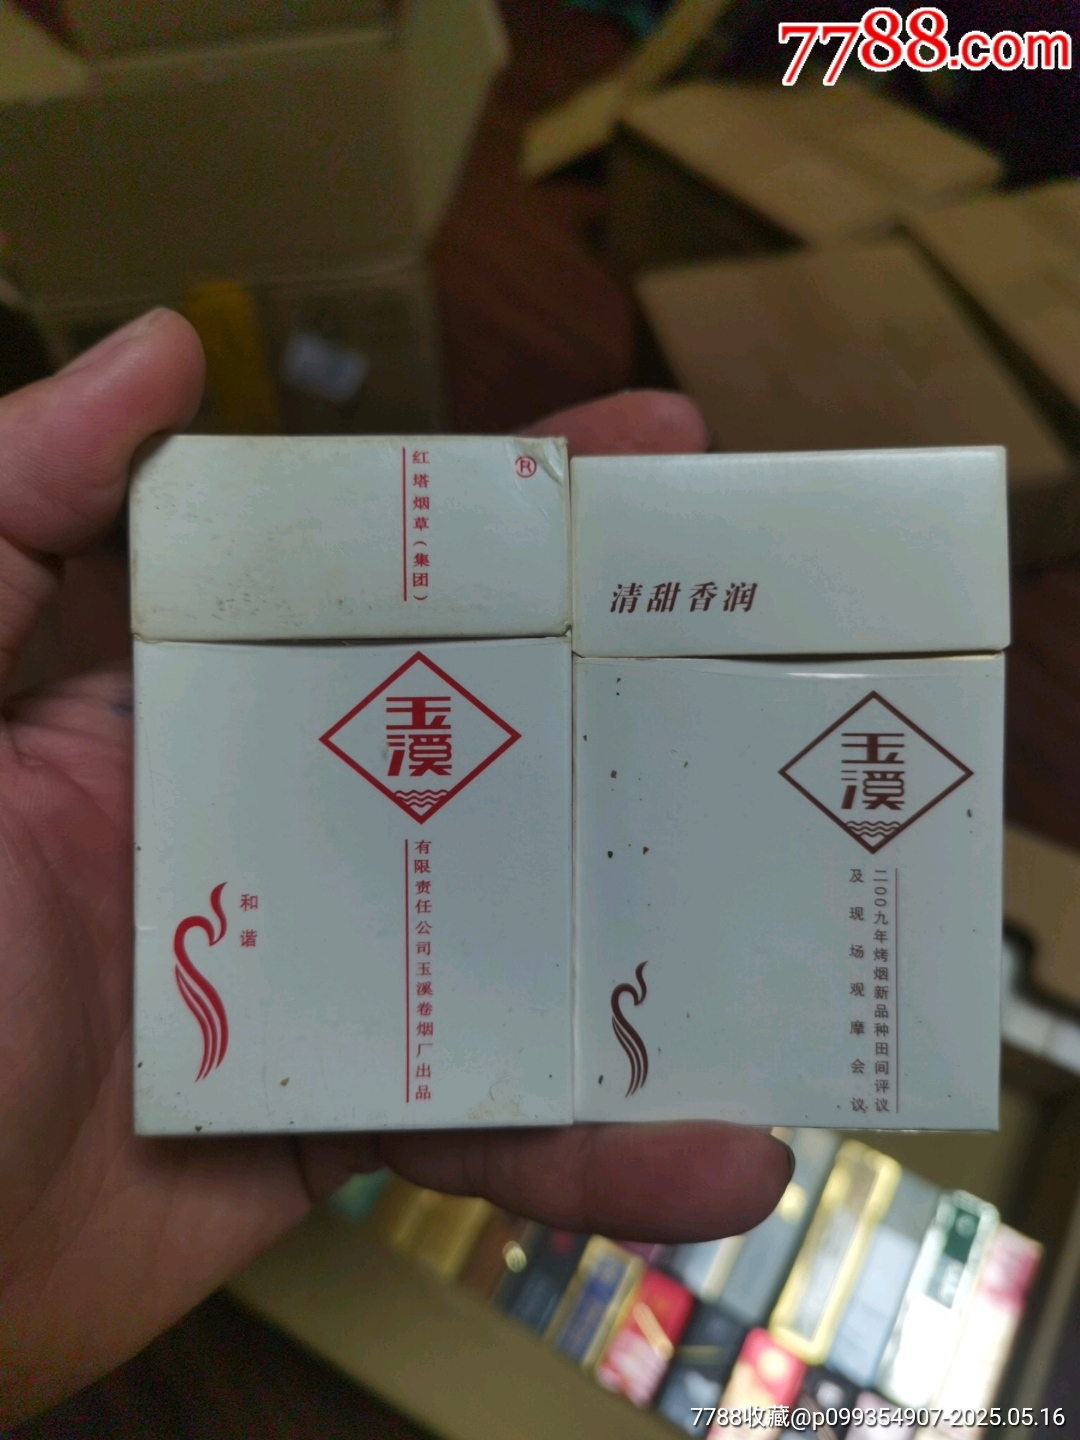 7788.com
红塔烟草(集团)
®
玉溪
有限责任公司玉溪卷烟厂出品
和谐
清甜香润
玉溪
二00九年烤烟新品种田间评议
及现场观摩会议
7788收藏@p099354907-2025.05.16